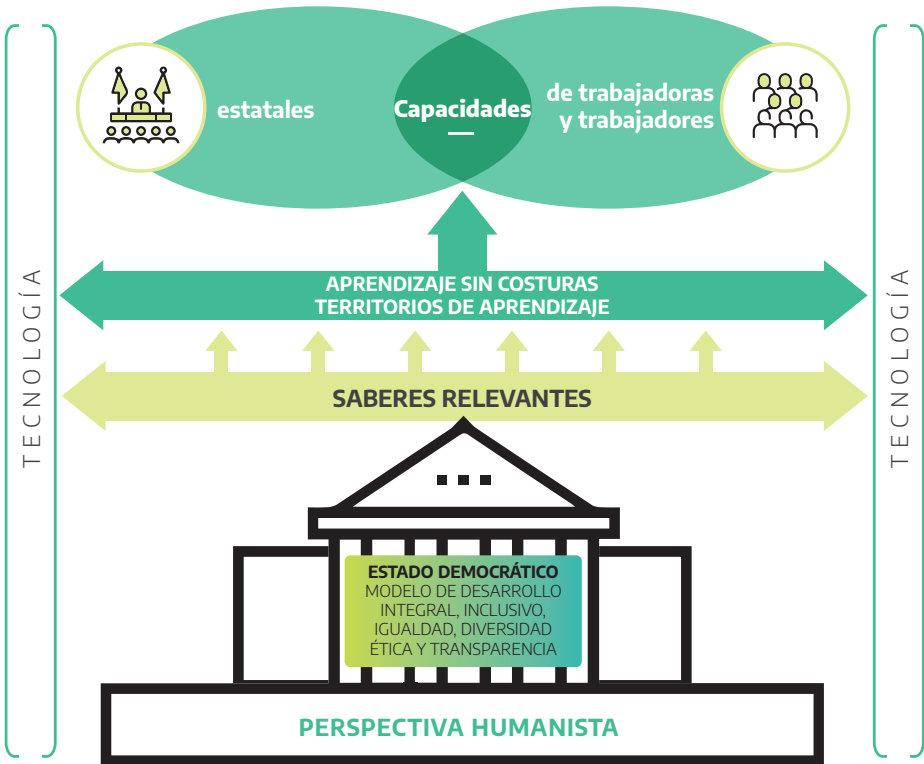 estatales
Capacidades
de trabajadoras
y trabajadores
TECNOLOGÍA
APRENDIZAJE SIN COSTURAS
TERRITORIOS DE APRENDIZAJE
TECNOLOGÍA
SABERES RELEVANTES
ESTADO DEMOCRÁTICO
MODELO DE DESARROLLO
INTEGRAL, INCLUSIVO,
IGUALDAD, DIVERSIDAD
ÉTICA Y TRANSPARENCIA
PERSPECTIVA HUMANISTA